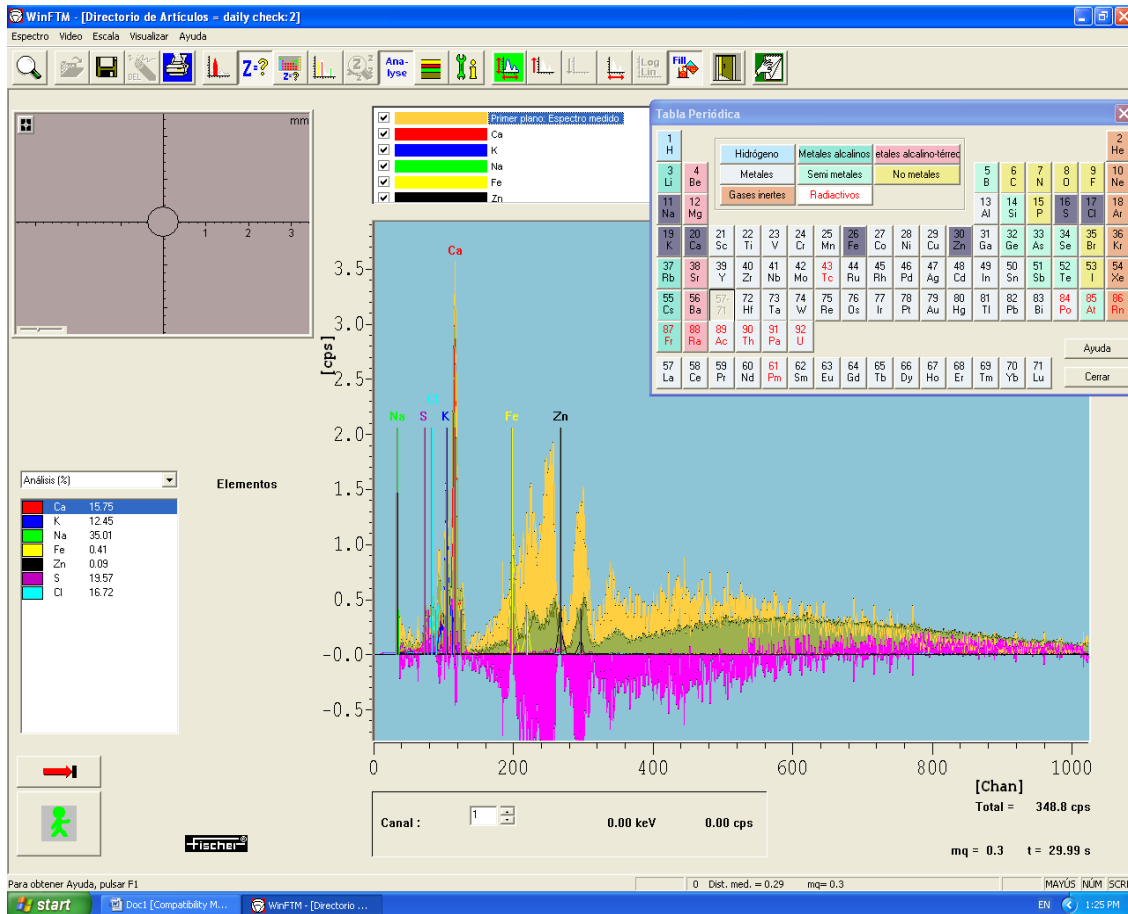 WinFTM - [Directorio de Artículos = daily check:2]
Espectro Video Escala Visualizar Ayuda
DEL Z=? Z=? Ana-lyse Log Lin. Fill
mm
1 2 3
Primer plano: Espectro medido
Ca
K
Na
Fe
Zn
Tabla Periódica
Hidrógeno Metales alcalinos etales alcalino-térrec
Metales Semi metales No metales
Gases inertes Radiactivos
1 H 2 He
3 Li 4 Be 5 B 6 C 7 N 8 O 9 F 10 Ne
11 Na 12 Mg 13 Al 14 Si 15 P 16 S 17 Cl 18 Ar
19 K 20 Ca 21 Sc 22 Ti 23 V 24 Cr 25 Mn 26 Fe 27 Co 28 Ni 29 Cu 30 Zn 31 Ga 32 Ge 33 As 34 Se 35 Br 36 Kr
37 Rb 38 Sr 39 Y 40 Zr 41 Nb 42 Mo 43 Tc 44 Ru 45 Rh 46 Pd 47 Ag 48 Cd 49 In 50 Sn 51 Sb 52 Te 53 I 54 Xe
55 Cs 56 Ba 57-71 72 Hf 73 Ta 74 W 75 Re 76 Os 77 Ir 78 Pt 79 Au 80 Hg 81 Tl 82 Pb 83 Bi 84 Po 85 At 86 Rn
87 Fr 88 Ra 89 Ac 90 Th 91 Pa 92 U
57 La 58 Ce 59 Pr 60 Nd 61 Pm 62 Sm 63 Eu 64 Gd 65 Tb 66 Dy 67 Ho 68 Er 69 Tm 70 Yb 71 Lu
Ayuda
Cerrar
[cps]
3.5
3.0
2.5
2.0
1.5
1.0
0.5
-0.0
-0.5
Ca
Na S Cl K Fe Zn
0 200 400 600 800 1000
[Chan]
Análisis (%)
Elementos
Ca 15.75
K 12.45
Na 35.01
Fe 0.41
Zn 0.09
S 19.57
Cl 16.72
Canal : 1 0.00 keV 0.00 cps
Total = 348.8 cps
mq = 0.3 t = 29.99 s
Fischer
Para obtener Ayuda, pulsar F1 0 Dist. med. = 0.29 mq= 0.3 MAYÚS NÚM SCRI
start Doc1 [Compatibility M... WinFTM - [Directorio ... EN 1:25 PM